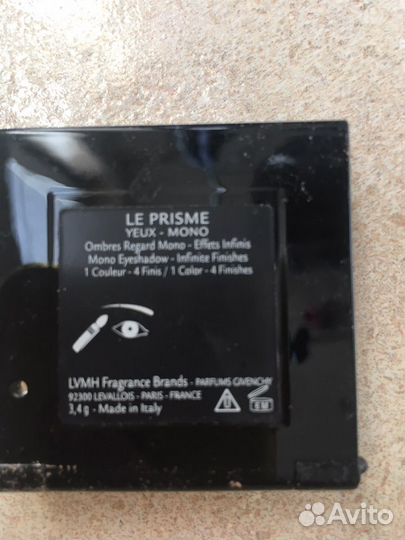 LE PRISME
YEUX - MONO
Ombres Regard Mono - Effets Infinis
Mono Eyeshadow - Infinite Finishes
1 Couleur - 4 Finis / 1 Color - 4 Finishes
LVMH Fragrance Brands - PARFUMS GIVENCHY
92300 LEVALLOIS - PARIS - FRANCE
3,4 g - Made in Italy
Avito